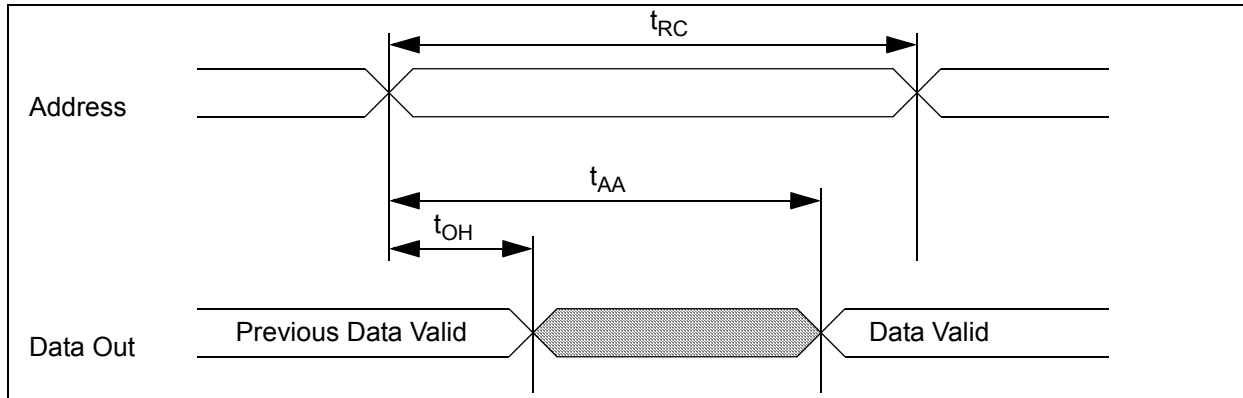 tRC
Address
tAA
tOH
Previous Data Valid
Data Valid
Data Out